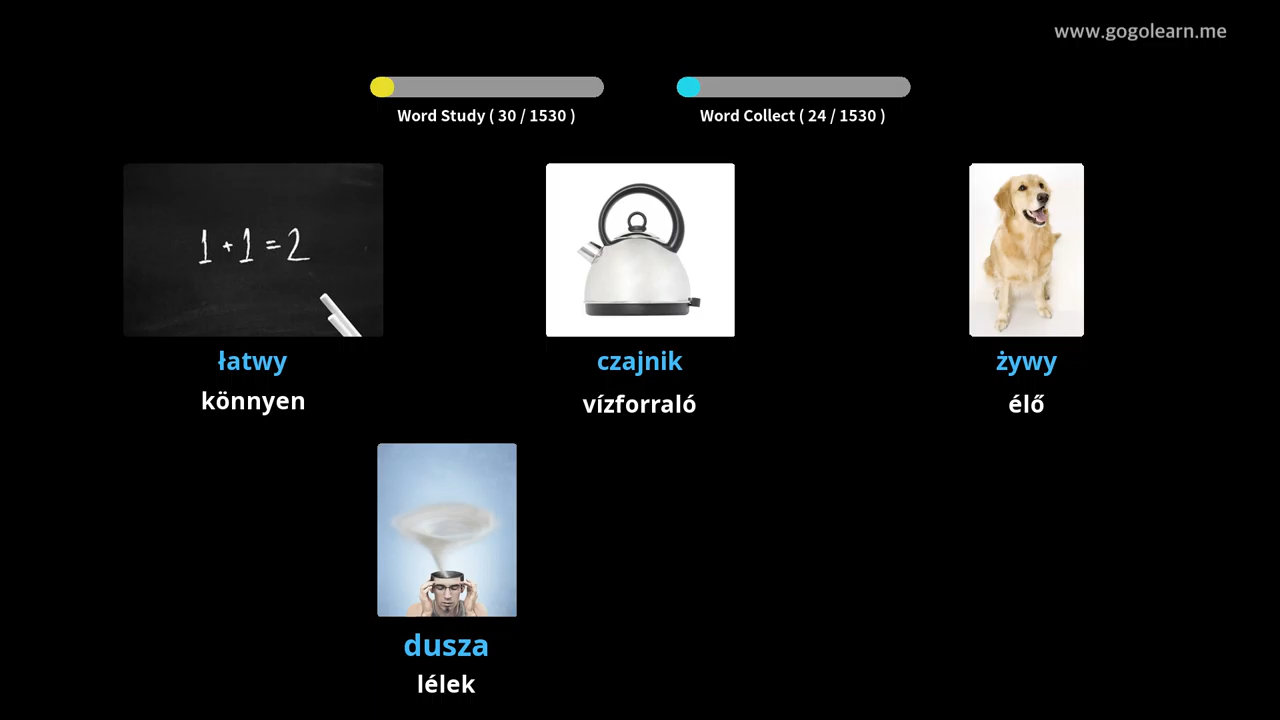 www.gogolearn.me
Word Study ( 30 / 1530 )
Word Collect ( 24 / 1530 )
1 + 1 = 2
łatwy
könnyen
czajnik
vízforraló
żywy
élő
dusza
lélek